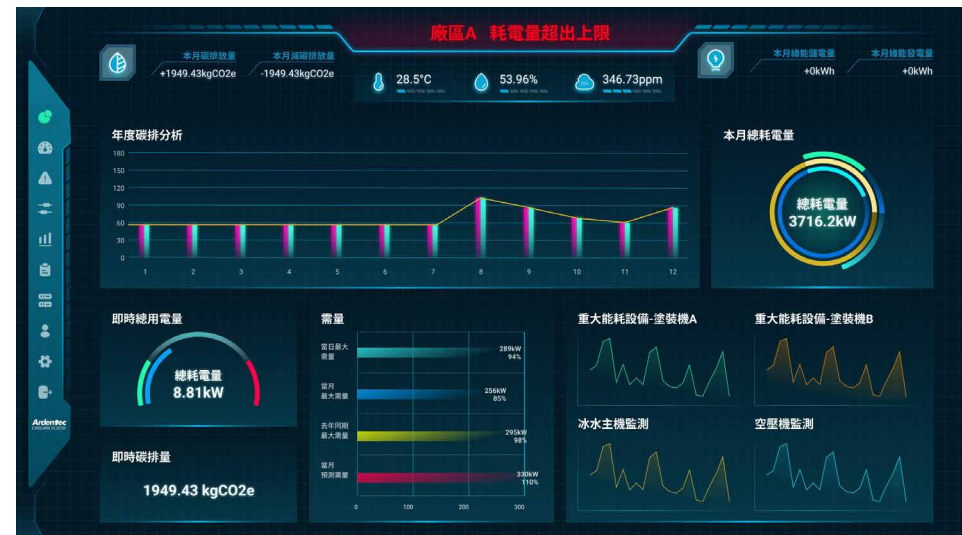 廠區A 耗電量超出上限
本月碳排放量
+1949.43kgCO2e
本月減碳排放量
-1949.43kgCO2e
28.5°C
53.96%
346.73ppm
本月綠能儲電量
+0kWh
本月綠能發電量
+0kWh
年度碳排分析
180
150
120
90
60
30
0
1 2 3 4 5 6 7 8 9 10 11 12
本月總耗電量
總耗電量
3716.2kW
即時總用電量
總耗電量
8.81kW
即時碳排量
1949.43 kgCO2e
需量
當日最大
需量
289kW
94%
當月
最大需量
256kW
85%
去年同期
最大需量
295kW
98%
當月
預測需量
330kW
110%
0 100 200 300
重大能耗設備-塗裝機A
重大能耗設備-塗裝機B
冰水主機監測
空壓機監測
Ardentec